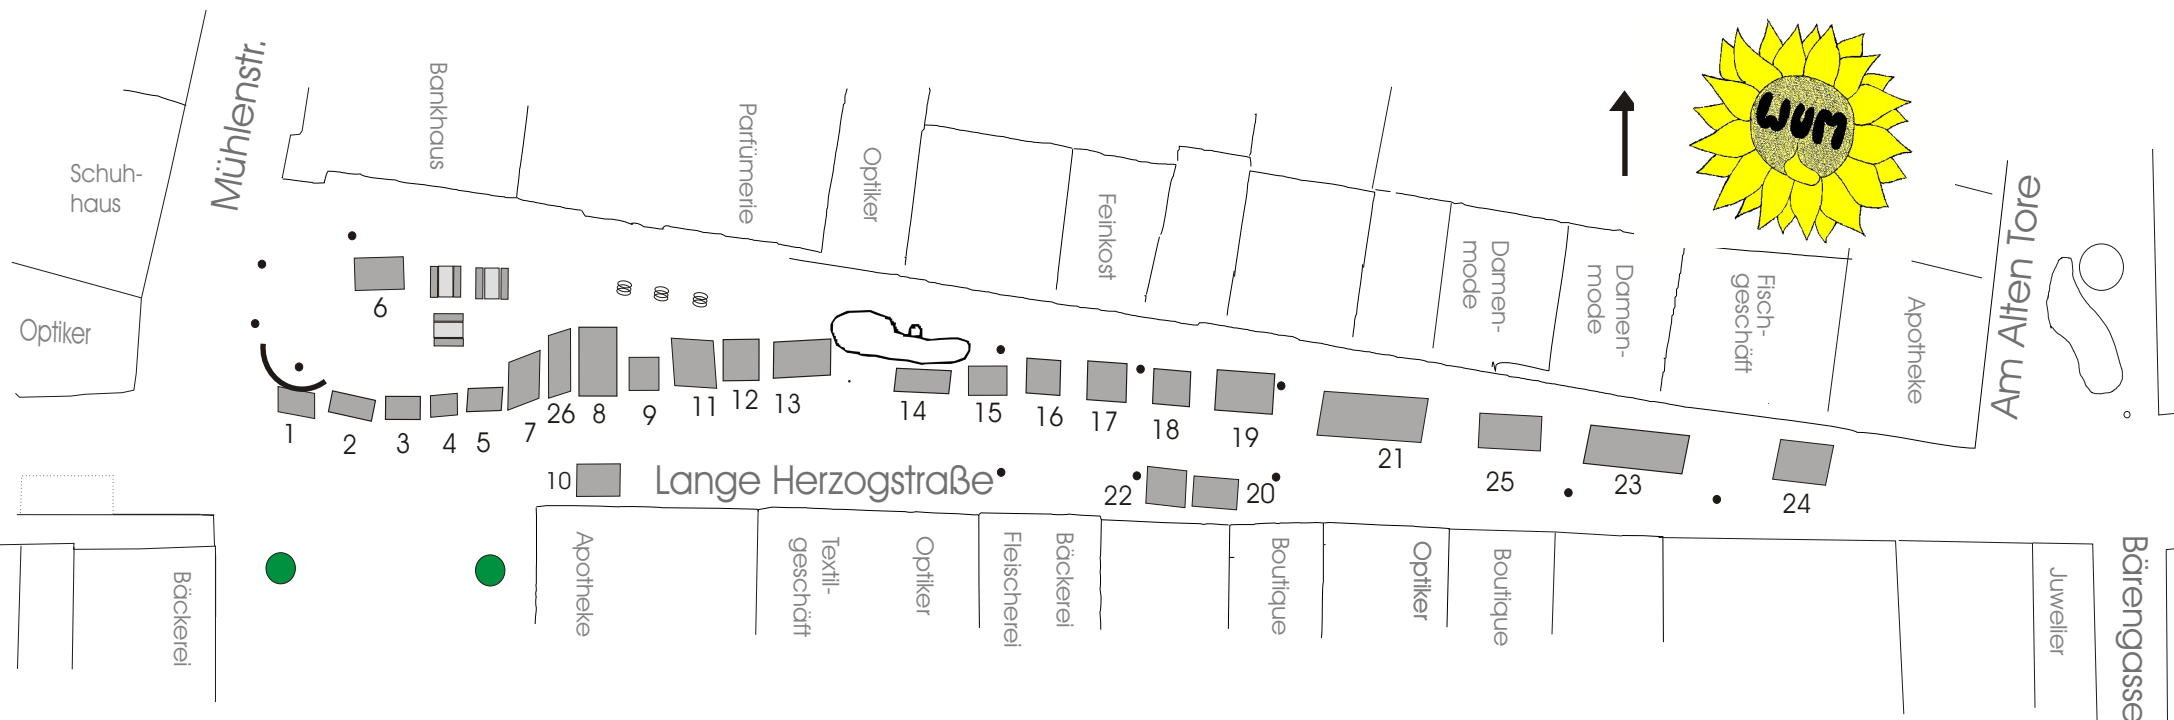 Mühlenstr.
Schuh-
haus
Optiker
Bankhaus
Parfümerie
Optiker
Feinkost
Damen-
mode
Damen-
mode
Fisch-
geschäft
Apotheke
Am Alten Tore
WUM
6
1
2
3
4
5
7
26
8
9
11
12
13
14
15
16
17
18
19
21
25
23
24
10
Lange Herzogstraße
22
20
Bäckerei
Apotheke
Textil-
geschäft
Optiker
Fleischerei
Bäckerei
Boutique
Optiker
Boutique
Juwelier
Bärengasse